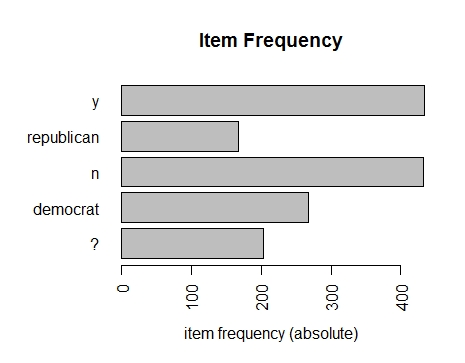 Item Frequency
y
republican
n
democrat
?
0
100
200
300
400
item frequency (absolute)